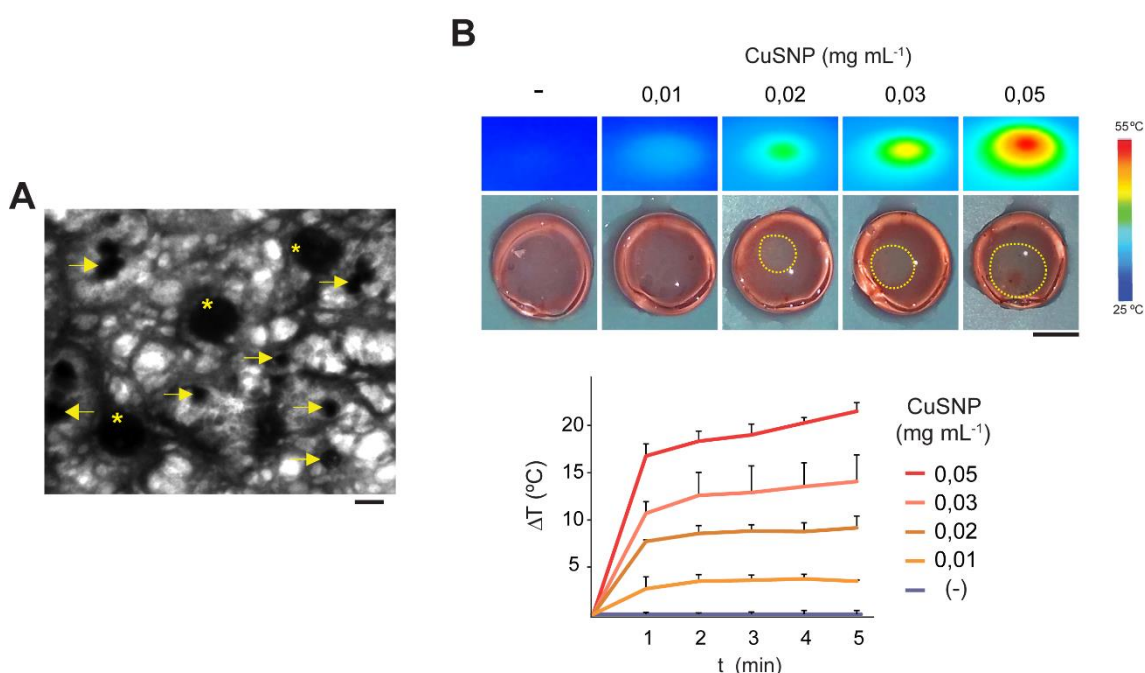 A
*
*
*
B
CuSNP (mg mL⁻¹)
- 0,01 0,02 0,03 0,05
55 ºC
25 ºC
ΔT (ºC)
20
15
10
5
1 2 3 4 5
t (min)
CuSNP
(mg mL⁻¹)
0,05
0,03
0,02
0,01
(-)